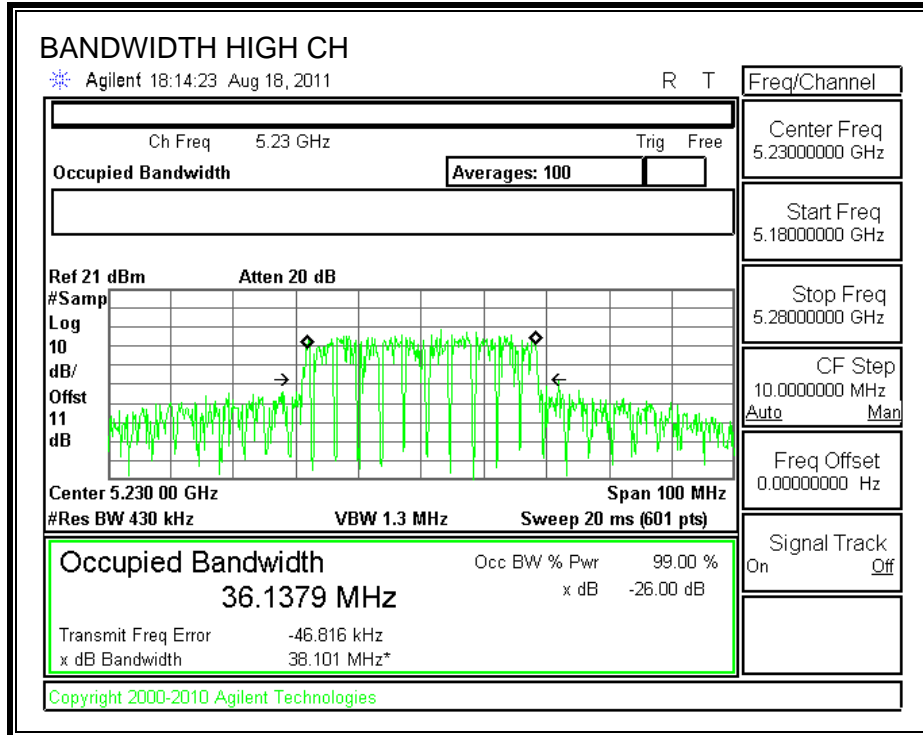 BANDWIDTH HIGH CH
Agilent 18:14:23 Aug 18, 2011 R T
Ch Freq 5.23 GHz Trig Free
Occupied Bandwidth Averages: 100
Ref 21 dBm Atten 20 dB
#Samp
Log
10
dB/
Offst
11
dB
Center 5.230 00 GHz Span 100 MHz
#Res BW 430 kHz VBW 1.3 MHz Sweep 20 ms (601 pts)
Occupied Bandwidth Occ BW % Pwr 99.00 %
36.1379 MHz x dB -26.00 dB
Transmit Freq Error -46.816 kHz
x dB Bandwidth 38.101 MHz*
Copyright 2000-2010 Agilent Technologies
Freq/Channel
Center Freq
5.23000000 GHz
Start Freq
5.18000000 GHz
Stop Freq
5.28000000 GHz
CF Step
10.0000000 MHz
Auto Man
Freq Offset
0.00000000 Hz
Signal Track
On Off